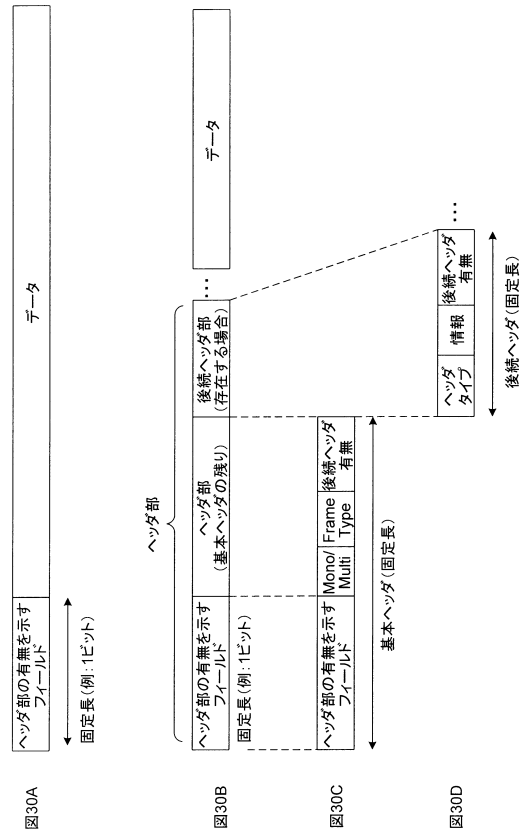 図30A
ヘッダ部の有無を示す
フィールド
データ
固定長(例:1ビット)
図30B
ヘッダ部
ヘッダ部の有無を示す
フィールド
ヘッダ部
(基本ヘッダの残り)
後続ヘッダ部
(存在する場合)
…
データ
固定長(例:1ビット)
図30C
ヘッダ部の有無を示す
フィールド
Mono/
Multi
Frame
Type
後続ヘッダ
有無
基本ヘッダ(固定長)
図30D
ヘッダ
タイプ
情報
後続ヘッダ
有無
…
後続ヘッダ(固定長)